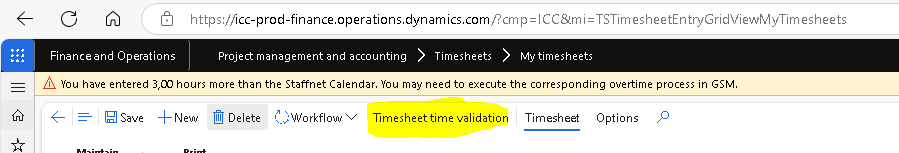 https://icc-prod-finance.operations.dynamics.com/?cmp=ICC&mi=TSTimesheetEntryGridViewMyTimesheets
Finance and Operations Project management and accounting > Timesheets > My timesheets
You have entered 3,00 hours more than the Staffnet Calendar. You may need to execute the corresponding overtime process in GSM.
Save + New Delete Workflow Timesheet time validation Timesheet Options
Maintain Print